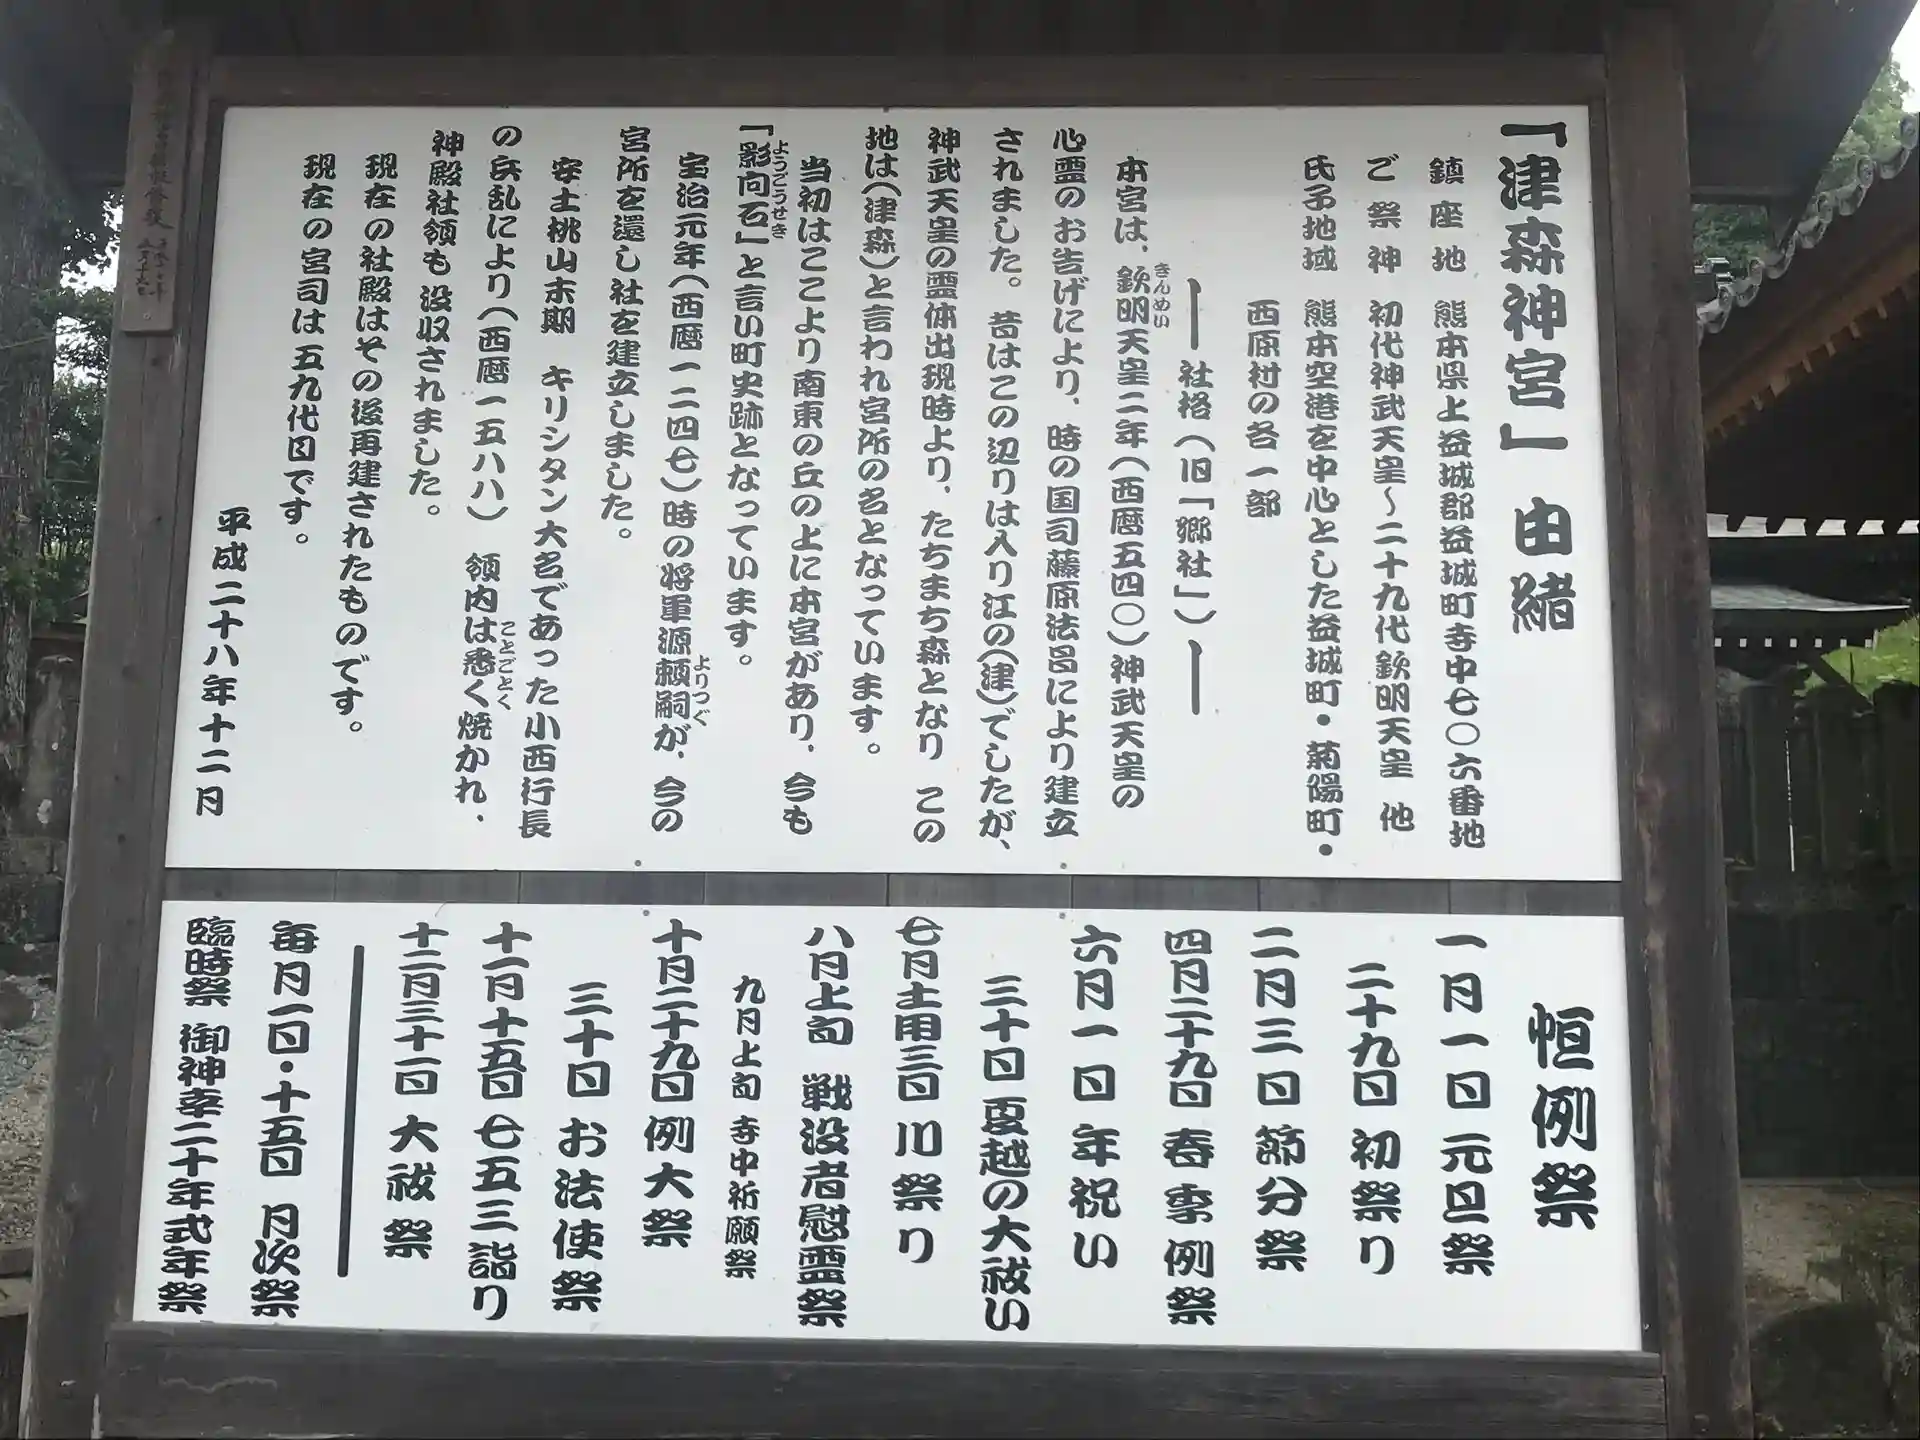 「津森神宮」 由緒
鎮座地 熊本県上益城郡益城町寺中七〇六番地
ご祭神 初代神武天皇～二十九代欽明天皇 他
氏子地域 熊本空港を中心とした益城町・菊陽町・
西原村の各一部
― 社格(旧「郷社」) ―
本宮は、欽明天皇二年(西暦五四〇)神武天皇の
きんめい
心霊のお告げにより、時の国司藤原法昌により建立
されました。昔はこの辺りは入り江の(津)でしたが、
神武天皇の霊体出現時より、たちまち森となり この
地は(津森)と言われ宮所の名となっています。
当初はここより南東の丘の上に本宮があり、今も
「影向石」と言い町史跡となっています。
ようごうせき
宝治元年(西暦一二四七)時の将軍源頼嗣が、今の
よりつぐ
宮所を還し社を建立しました。
安土桃山末期 キリシタン大名であった小西行長
の兵乱により(西暦一五八八) 領内は悉く焼かれ、
ことごとく
神殿社領も没収されました。
現在の社殿はその後再建されたものです。
現在の宮司は五九代目です。
平成二十八年十二月
恒例祭
一月一日 元旦祭
二十九日 初祭り
二月三日 節分祭
四月二十九日 春季例祭
六月一日 年祝い
三十日 夏越の大祓い
七月土用三日 川祭り
八月上旬 戦没者慰霊祭
九月上旬 寺中祈願祭
十月二十九日 例大祭
三十日 お法使祭
十一月十五日 七五三詣り
十二月三十一日 大祓祭
毎月一日・十五日 月次祭
臨時祭 御神幸二十年式年祭